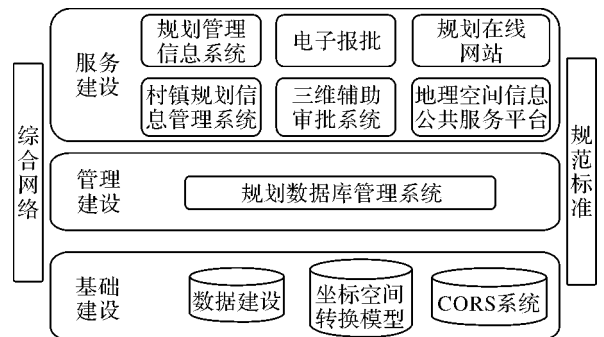 综合网络
服务
建设
规划管理
信息系统
电子报批
规划在线
网站
村镇规划信
息管理系统
三维辅助
审批系统
地理空间信息
公共服务平台
管理
建设
规划数据库管理系统
基础
建设
数据建设
坐标空间
转换模型
CORS系统
规范标准